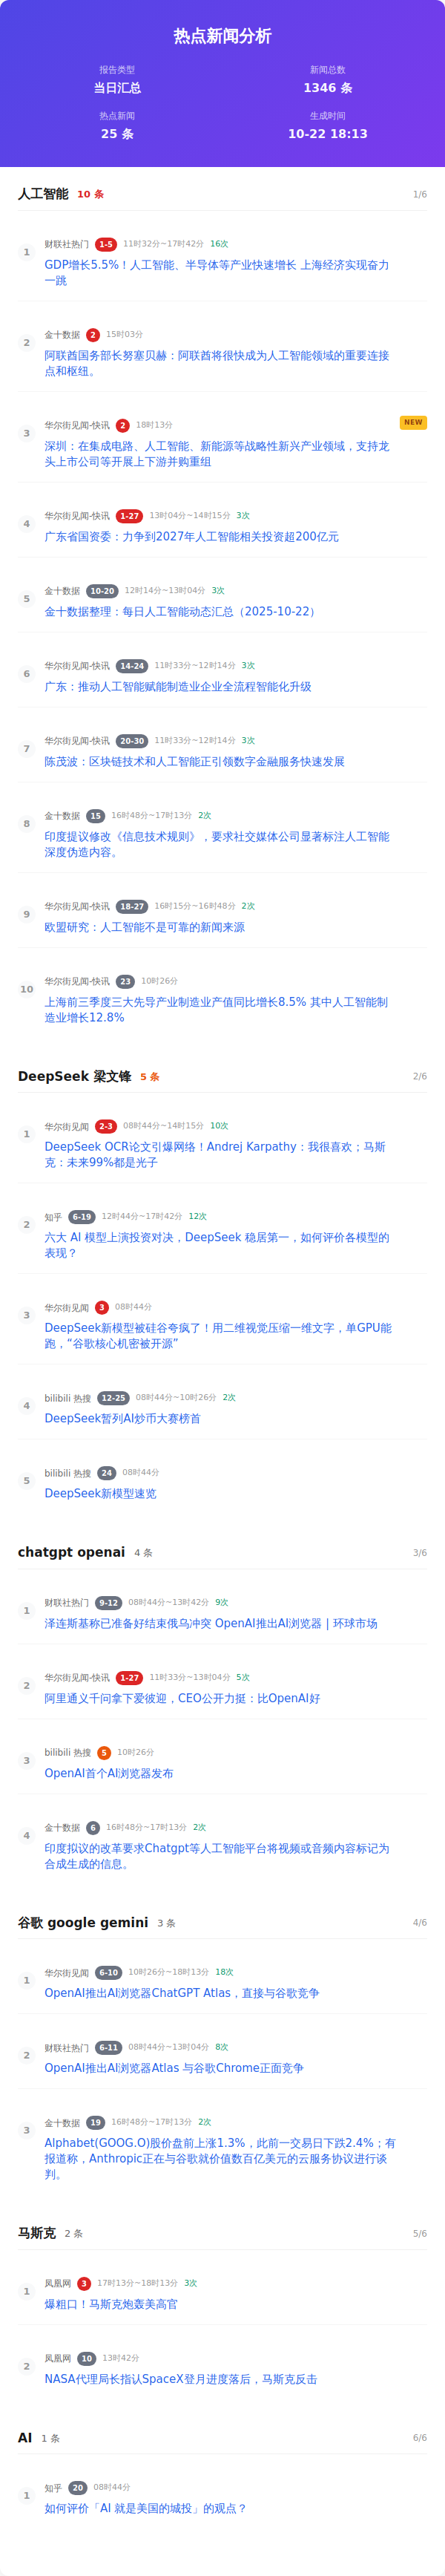 热点新闻分析
报告类型
当日汇总
新闻总数
1346 条
热点新闻
25 条
生成时间
10-22 18:13
人工智能 10 条 1/6
1
财联社热门 1-5 11时32分~17时42分 16次
GDP增长5.5%！人工智能、半导体等产业快速增长 上海经济实现奋力
一跳
2
金十数据 2 15时03分
阿联酋国务部长努塞贝赫：阿联酋将很快成为人工智能领域的重要连接
点和枢纽。
3
华尔街见闻-快讯 2 18时13分
NEW
深圳：在集成电路、人工智能、新能源等战略性新兴产业领域，支持龙
头上市公司等开展上下游并购重组
4
华尔街见闻-快讯 1-27 13时04分~14时15分 3次
广东省国资委：力争到2027年人工智能相关投资超200亿元
5
金十数据 10-20 12时14分~13时04分 3次
金十数据整理：每日人工智能动态汇总（2025-10-22）
6
华尔街见闻-快讯 14-24 11时33分~12时14分 3次
广东：推动人工智能赋能制造业企业全流程智能化升级
7
华尔街见闻-快讯 20-30 11时33分~12时14分 3次
陈茂波：区块链技术和人工智能正引领数字金融服务快速发展
8
金十数据 15 16时48分~17时13分 2次
印度提议修改《信息技术规则》，要求社交媒体公司显著标注人工智能
深度伪造内容。
9
华尔街见闻-快讯 18-27 16时15分~16时48分 2次
欧盟研究：人工智能不是可靠的新闻来源
10
华尔街见闻-快讯 23 10时26分
上海前三季度三大先导产业制造业产值同比增长8.5% 其中人工智能制
造业增长12.8%
DeepSeek 梁文锋 5 条 2/6
1
华尔街见闻 2-3 08时44分~14时15分 10次
DeepSeek OCR论文引爆网络！Andrej Karpathy：我很喜欢；马斯
克：未来99%都是光子
2
知乎 6-19 12时44分~17时42分 12次
六大 AI 模型上演投资对决，DeepSeek 稳居第一，如何评价各模型的
表现？
3
华尔街见闻 3 08时44分
DeepSeek新模型被硅谷夸疯了！用二维视觉压缩一维文字，单GPU能
跑，“谷歌核心机密被开源”
4
bilibili 热搜 12-25 08时44分~10时26分 2次
DeepSeek暂列AI炒币大赛榜首
5
bilibili 热搜 24 08时44分
DeepSeek新模型速览
chatgpt openai 4 条 3/6
1
财联社热门 9-12 08时44分~13时42分 9次
泽连斯基称已准备好结束俄乌冲突 OpenAI推出AI浏览器 | 环球市场
2
华尔街见闻-快讯 1-27 11时33分~13时04分 5次
阿里通义千问拿下爱彼迎，CEO公开力挺：比OpenAI好
3
bilibili 热搜 5 10时26分
OpenAI首个AI浏览器发布
4
金十数据 6 16时48分~17时13分 2次
印度拟议的改革要求Chatgpt等人工智能平台将视频或音频内容标记为
合成生成的信息。
谷歌 google gemini 3 条 4/6
1
华尔街见闻 6-10 10时26分~18时13分 18次
OpenAI推出AI浏览器ChatGPT Atlas，直接与谷歌竞争
2
财联社热门 6-11 08时44分~13时04分 8次
OpenAI推出AI浏览器Atlas 与谷歌Chrome正面竞争
3
金十数据 19 16时48分~17时13分 2次
Alphabet(GOOG.O)股价盘前上涨1.3%，此前一交易日下跌2.4%；有
报道称，Anthropic正在与谷歌就价值数百亿美元的云服务协议进行谈
判。
马斯克 2 条 5/6
1
凤凰网 3 17时13分~18时13分 3次
爆粗口！马斯克炮轰美高官
2
凤凰网 10 13时42分
NASA代理局长指认SpaceX登月进度落后，马斯克反击
AI 1 条 6/6
1
知乎 20 08时44分
如何评价「AI 就是美国的城投」的观点？